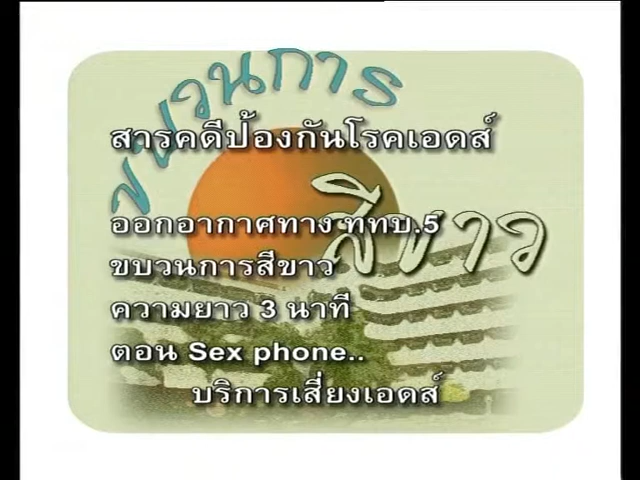 ขบวนการ
สีขาว
สารคดีป้องกันโรคเอดส์
ออกอากาศทาง ททบ.5
ขบวนการสีขาว
ความยาว 3 นาที
ตอน Sex phone..
บริการเสี่ยงเอดส์